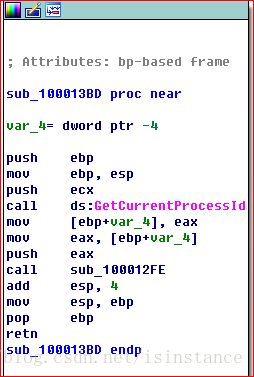 ; Attributes: bp-based frame
sub_100013BD proc near
var_4= dword ptr -4
push ebp
mov ebp, esp
push ecx
call ds:GetCurrentProcessId
mov [ebp+var_4], eax
mov eax, [ebp+var_4]
push eax
call sub_100012FE
add esp, 4
mov esp, ebp
pop ebp
retn
sub_100013BD endp
blog.csdn.net/isinstance